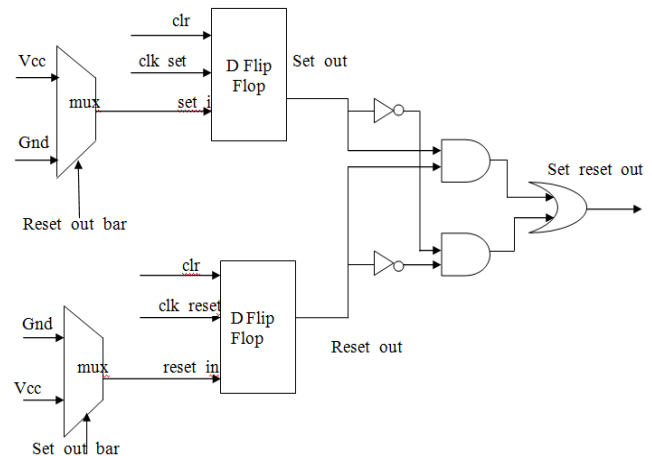 clr
Vcc
clk set
D Flip
Flop
Set out
mux
set i
Gnd
Set reset out
Reset out bar
clr
clk reset
D Flip
Flop
Gnd
Reset out
mux
reset in
Vcc
Set out bar